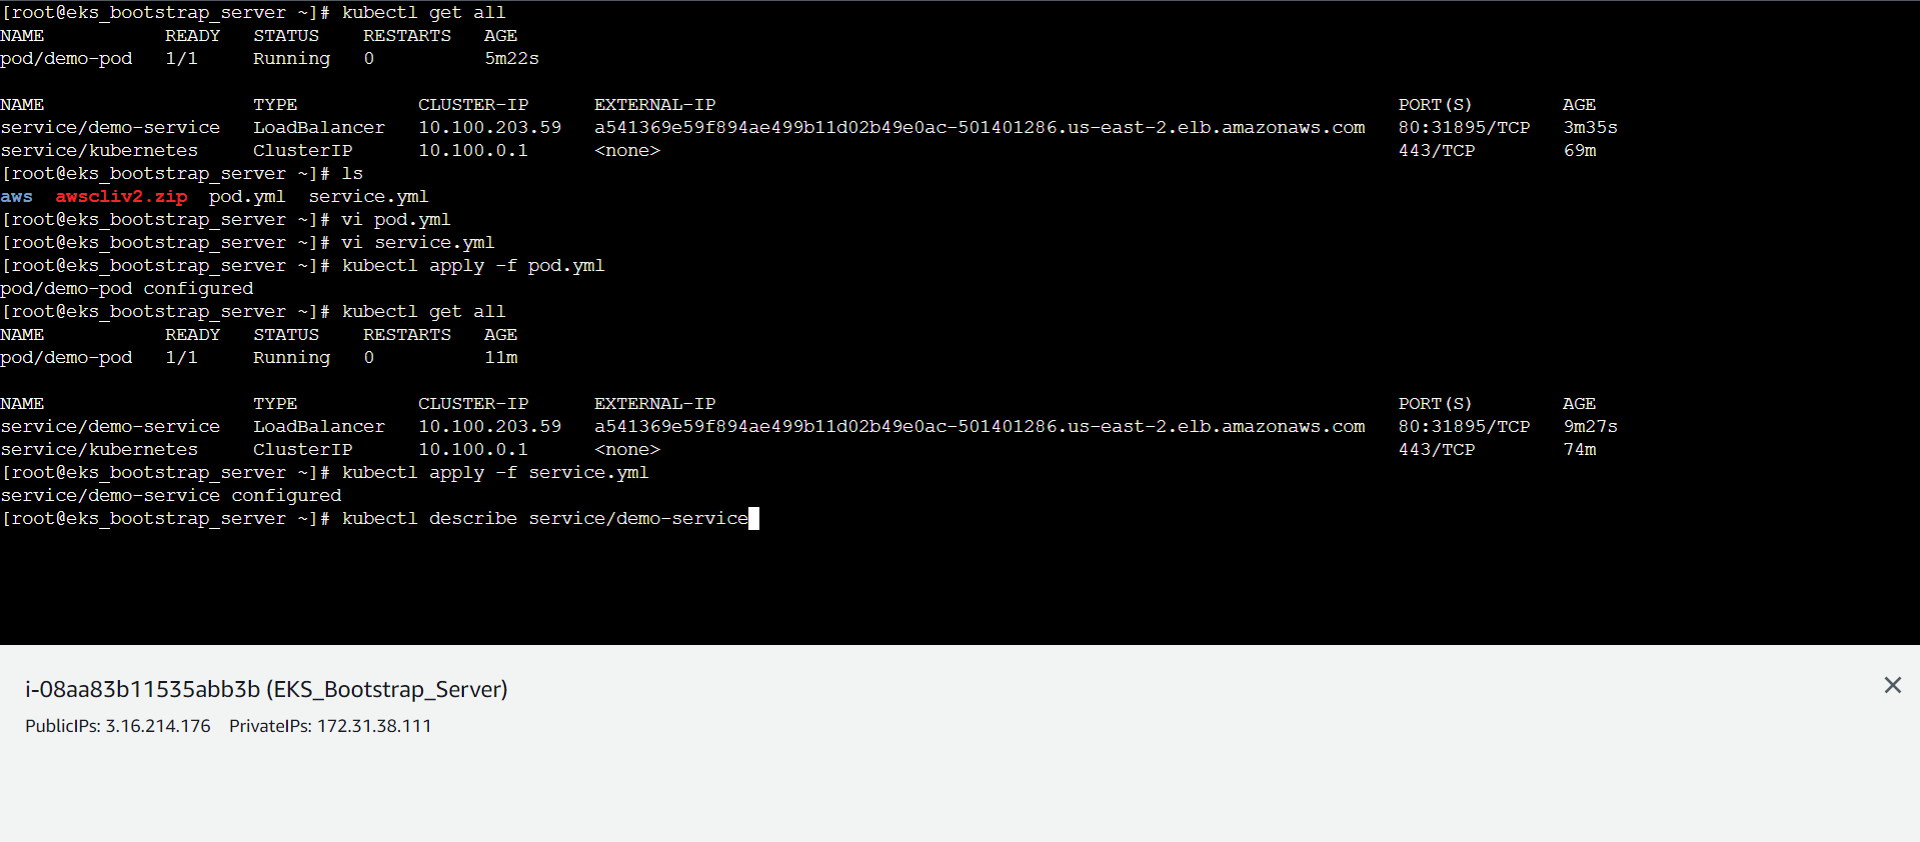 [root@eks_bootstrap_server ~]# kubectl get all
NAME READY STATUS RESTARTS AGE
pod/demo-pod 1/1 Running 0 5m22s
NAME TYPE CLUSTER-IP EXTERNAL-IP PORT(S) AGE
service/demo-service LoadBalancer 10.100.203.59 a541369e59f894ae499b11d02b49e0ac-501401286.us-east-2.elb.amazonaws.com 80:31895/TCP 3m35s
service/kubernetes ClusterIP 10.100.0.1 <none> 443/TCP 69m
[root@eks_bootstrap_server ~]# ls
aws awscliv2.zip pod.yml service.yml
[root@eks_bootstrap_server ~]# vi pod.yml
[root@eks_bootstrap_server ~]# vi service.yml
[root@eks_bootstrap_server ~]# kubectl apply -f pod.yml
pod/demo-pod configured
[root@eks_bootstrap_server ~]# kubectl get all
NAME READY STATUS RESTARTS AGE
pod/demo-pod 1/1 Running 0 11m
NAME TYPE CLUSTER-IP EXTERNAL-IP PORT(S) AGE
service/demo-service LoadBalancer 10.100.203.59 a541369e59f894ae499b11d02b49e0ac-501401286.us-east-2.elb.amazonaws.com 80:31895/TCP 9m27s
service/kubernetes ClusterIP 10.100.0.1 <none> 443/TCP 74m
[root@eks_bootstrap_server ~]# kubectl apply -f service.yml
service/demo-service configured
[root@eks_bootstrap_server ~]# kubectl describe service/demo-service
i-08aa83b11535abb3b (EKS_Bootstrap_Server)
PublicIPs: 3.16.214.176 PrivateIPs: 172.31.38.111